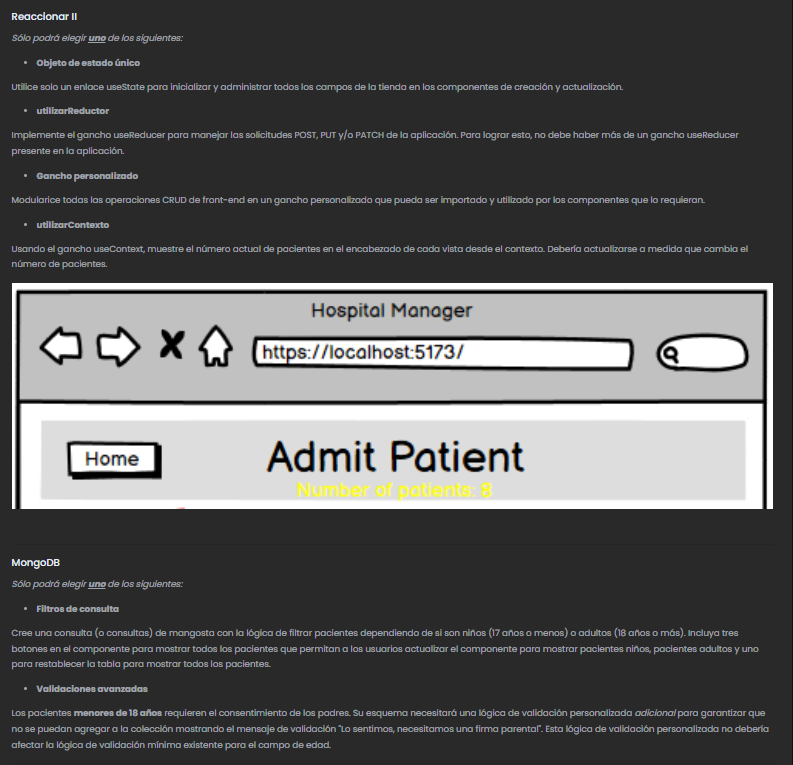 Reaccionar II
Sólo podrá elegir uno de los siguientes:
• Objeto de estado único
Utilice solo un enlace useState para inicializar y administrar todos los campos de la tienda en los componentes de creación y actualización.
• utilizarReductor
Implemente el gancho useReducer para manejar las solicitudes POST, PUT y/o PATCH de la aplicación. Para lograr esto, no debe haber más de un gancho useReducer
presente en la aplicación.
• Gancho personalizado
Modularice todas las operaciones CRUD de front-end en un gancho personalizado que pueda ser importado y utilizado por los componentes que lo requieran.
• utilizarContexto
Usando el gancho useContext, muestre el número actual de pacientes en el encabezado de cada vista desde el contexto. Debería actualizarse a medida que cambia el
número de pacientes.
Hospital Manager
https://localhost:5173/
Home
Admit Patient
Number of patients: 8
MongoDB
Sólo podrá elegir uno de los siguientes:
• Filtros de consulta
Cree una consulta (o consultas) de mangosta con la lógica de filtrar pacientes dependiendo de si son niños (17 años o menos) o adultos (18 años o más). Incluya tres
botones en el componente para mostrar todos los pacientes que permitan a los usuarios actualizar el componente para mostrar pacientes niños, pacientes adultos y uno
para restablecer la tabla para mostrar todos los pacientes.
• Validaciones avanzadas
Los pacientes menores de 18 años requieren el consentimiento de los padres. Su esquema necesitará una lógica de validación personalizada adicional para garantizar que
no se puedan agregar a la colección mostrando el mensaje de validación "Lo sentimos, necesitamos una firma parental". Esta lógica de validación personalizada no debería
afectar la lógica de validación mínima existente para el campo de edad.